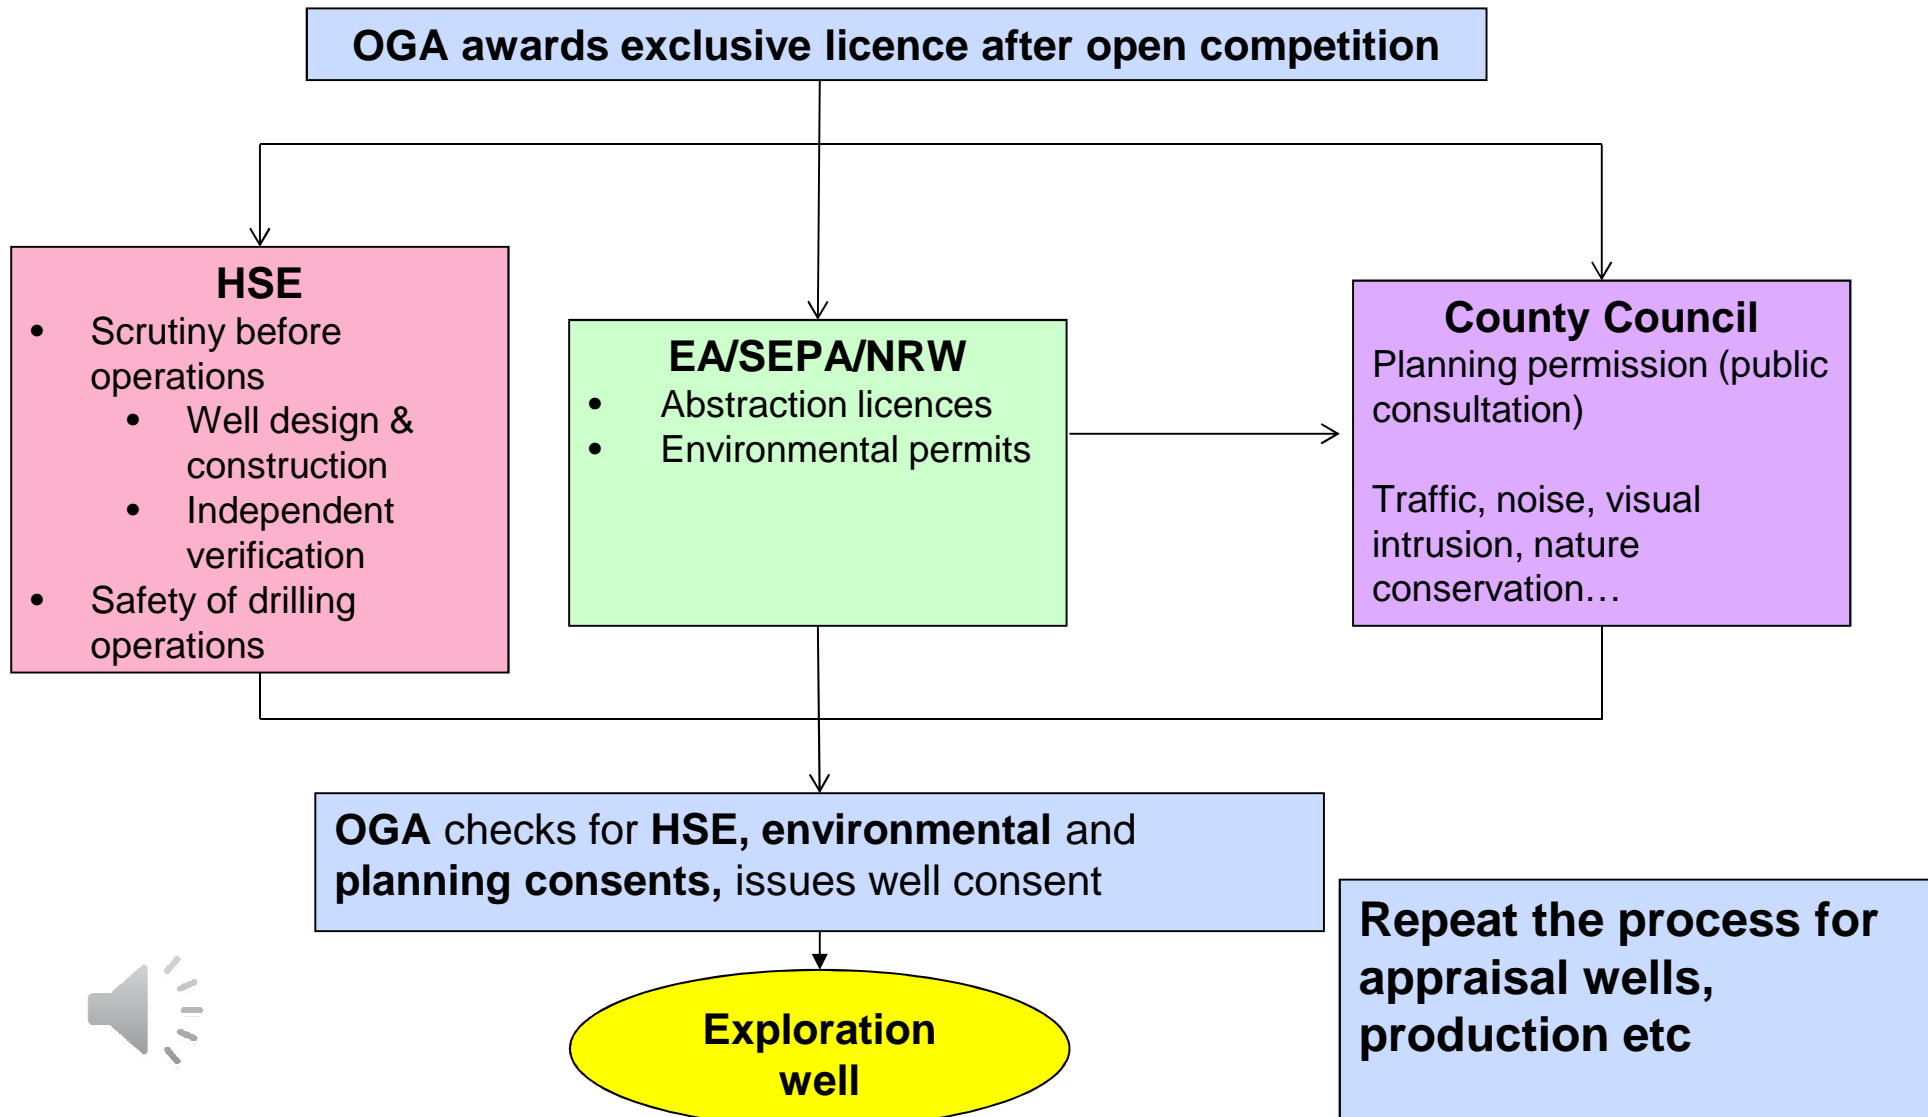 OGA awards exclusive licence after open competition
HSE
• Scrutiny before
operations
• Well design &
construction
• Independent
verification
• Safety of drilling
operations
EA/SEPA/NRW
• Abstraction licences
• Environmental permits
County Council
Planning permission (public
consultation)
Traffic, noise, visual
intrusion, nature
conservation…
OGA checks for HSE, environmental and
planning consents, issues well consent
Exploration
well
Repeat the process for
appraisal wells,
production etc